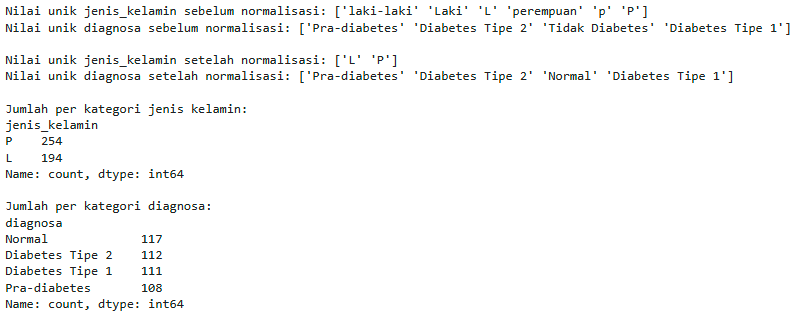 Nilai unik jenis_kelamin sebelum normalisasi: ['laki-laki' 'Laki' 'L' 'perempuan' 'p' 'P']
Nilai unik diagnosa sebelum normalisasi: ['Pra-diabetes' 'Diabetes Tipe 2' 'Tidak Diabetes' 'Diabetes Tipe 1']
Nilai unik jenis_kelamin setelah normalisasi: ['L' 'P']
Nilai unik diagnosa setelah normalisasi: ['Pra-diabetes' 'Diabetes Tipe 2' 'Normal' 'Diabetes Tipe 1']
Jumlah per kategori jenis kelamin:
jenis_kelamin
P    254
L    194
Name: count, dtype: int64
Jumlah per kategori diagnosa:
diagnosa
Normal             117
Diabetes Tipe 2    112
Diabetes Tipe 1    111
Pra-diabetes       108
Name: count, dtype: int64